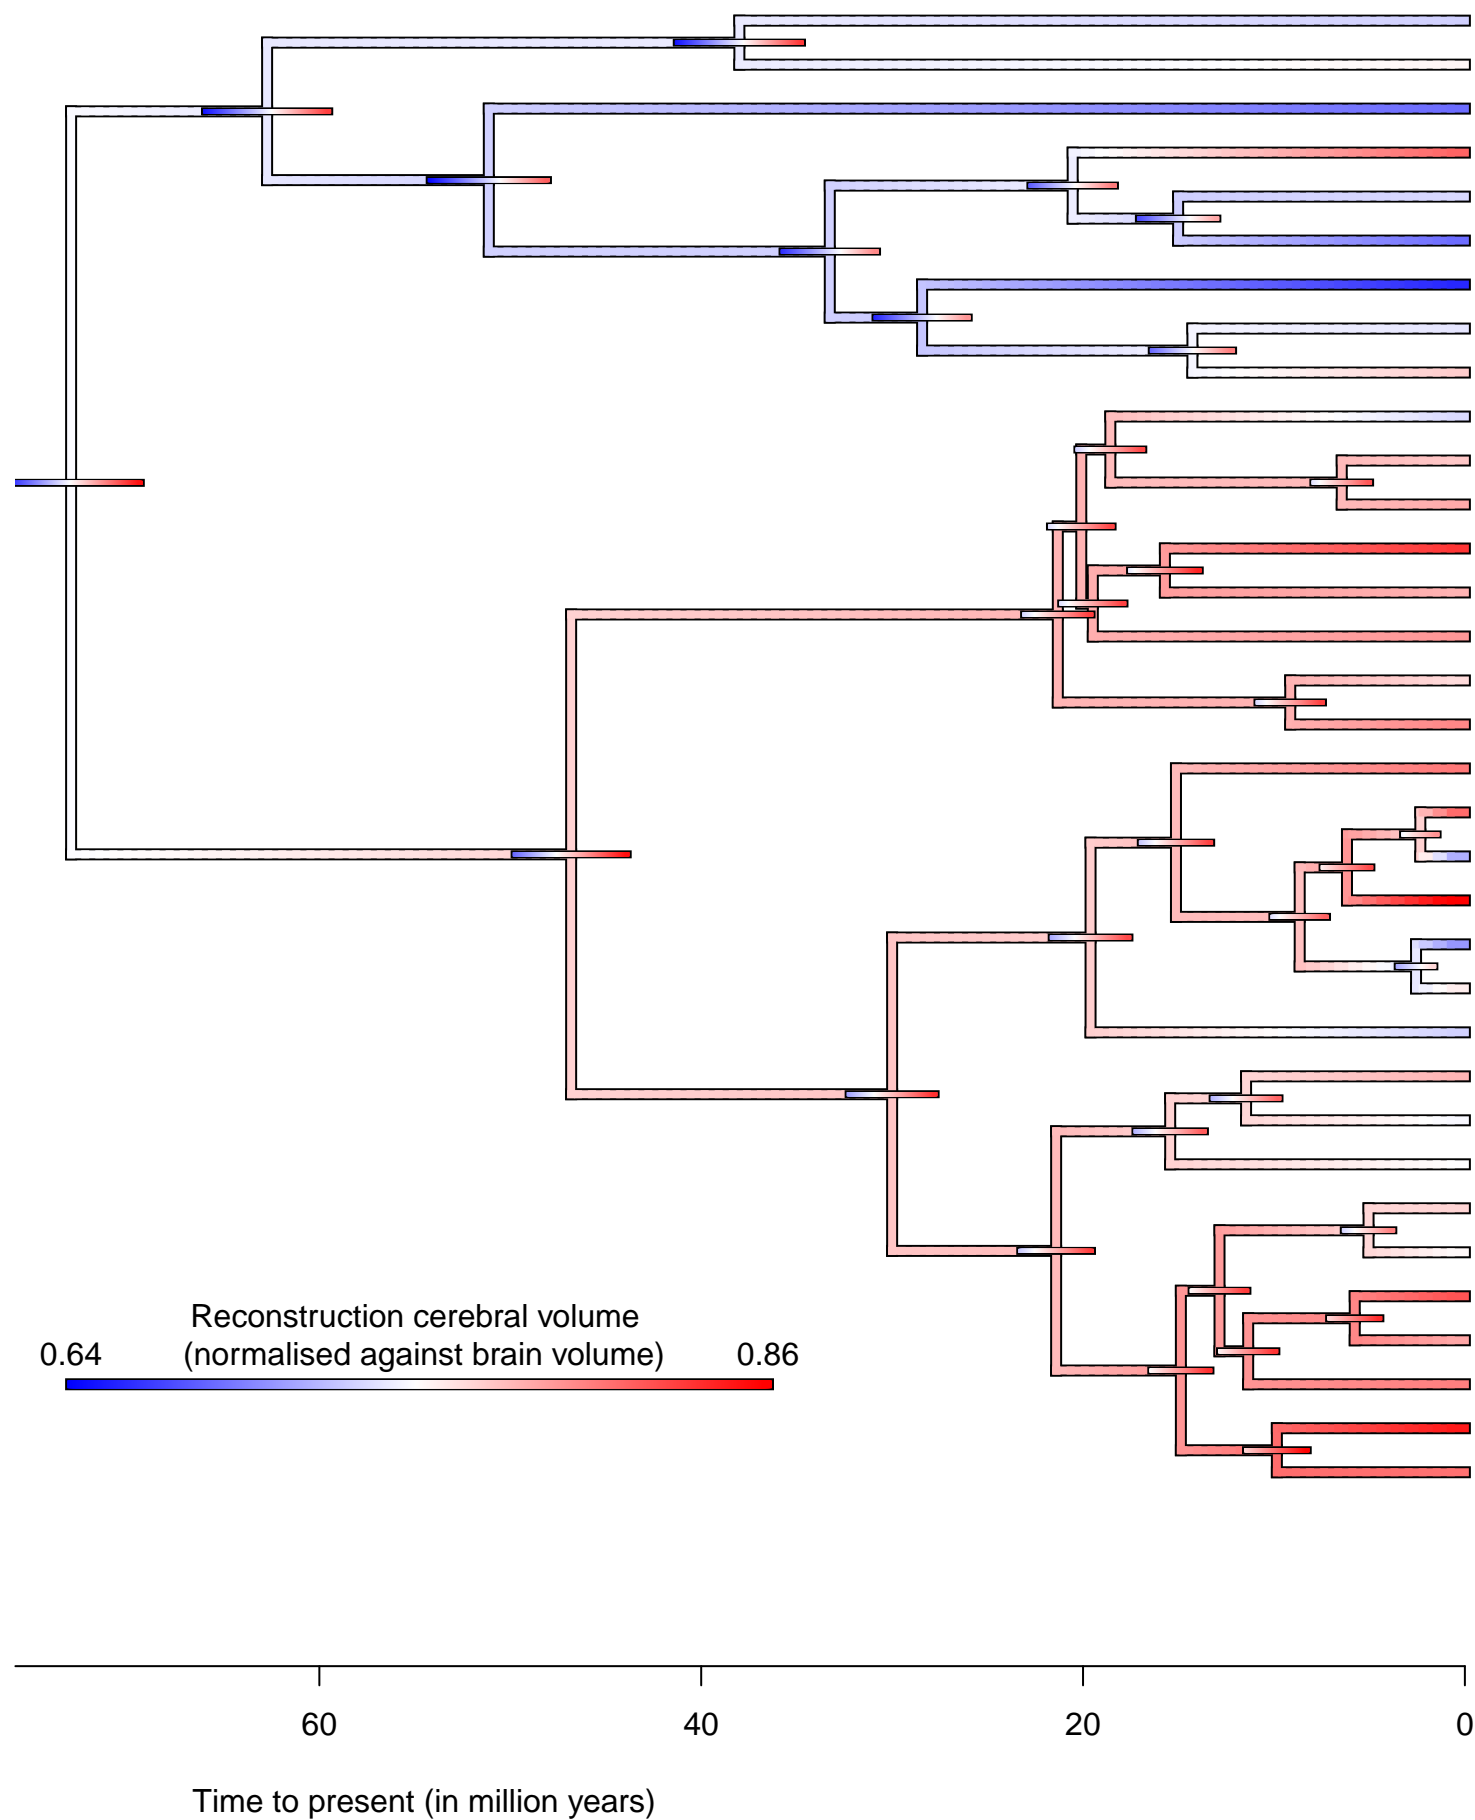 Reconstruction cerebral volume
0.64 (normalised against brain volume) 0.86
60 40 20 0
Time to present (in million years)